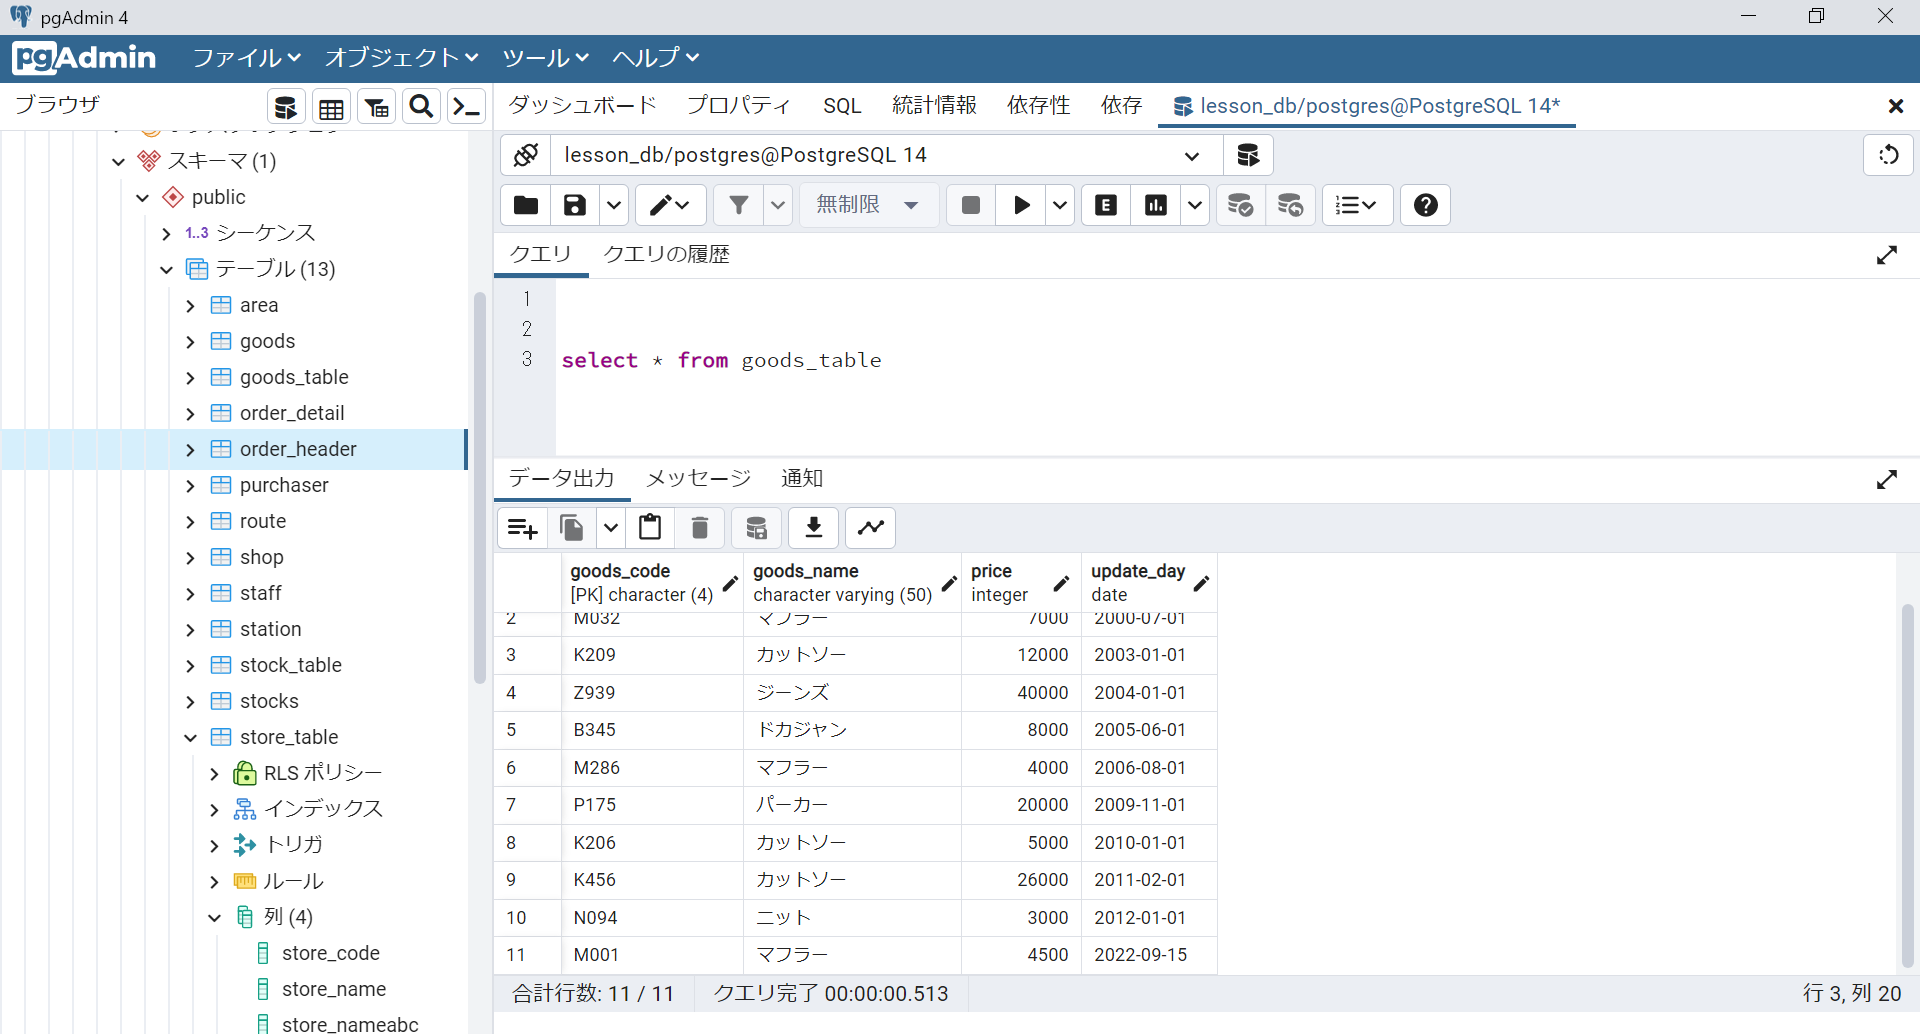 pgAdmin 4
pgAdmin ファイル オブジェクト ツール ヘルプ
ブラウザ
ダッシュボード プロパティ SQL 統計情報 依存性 依存 lesson_db/postgres@PostgreSQL 14*
スキーマ (1)
public
1..3 シーケンス
テーブル (13)
area
goods
goods_table
order_detail
order_header
purchaser
route
shop
staff
station
stock_table
stocks
store_table
RLS ポリシー
インデックス
トリガ
ルール
列 (4)
store_code
store_name
store_nameabc
lesson_db/postgres@PostgreSQL 14
無制限 E
クエリ クエリの履歴
1
2
3 select * from goods_table
データ出力 メッセージ 通知
goods_code goods_name price update_day
[PK] character (4) character varying (50) integer date
2 M032 マフラー 7000 2000-07-01
3 K209 カットソー 12000 2003-01-01
4 Z939 ジーンズ 40000 2004-01-01
5 B345 ドカジャン 8000 2005-06-01
6 M286 マフラー 4000 2006-08-01
7 P175 パーカー 20000 2009-11-01
8 K206 カットソー 5000 2010-01-01
9 K456 カットソー 26000 2011-02-01
10 N094 ニット 3000 2012-01-01
11 M001 マフラー 4500 2022-09-15
合計行数: 11 / 11 クエリ完了 00:00:00.513 行 3, 列 20